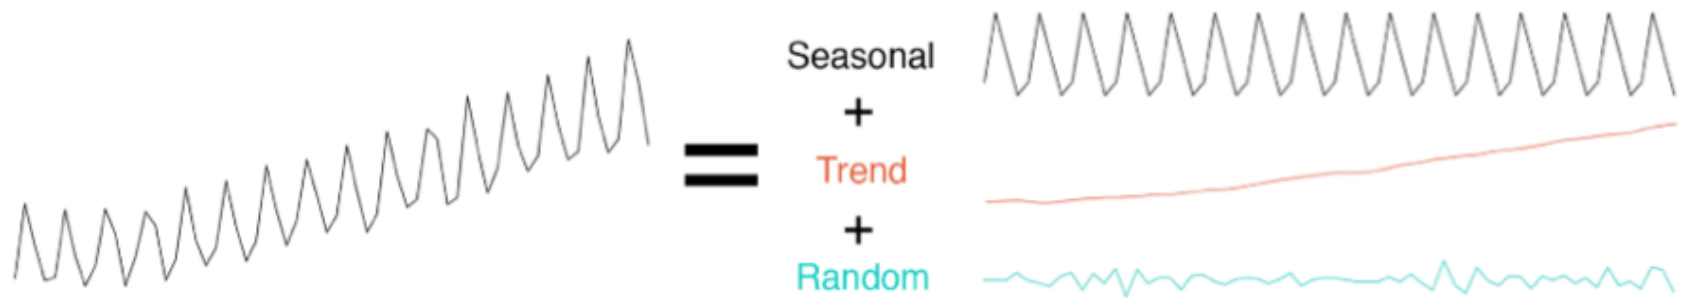 Seasonal
+
Trend
+
Random